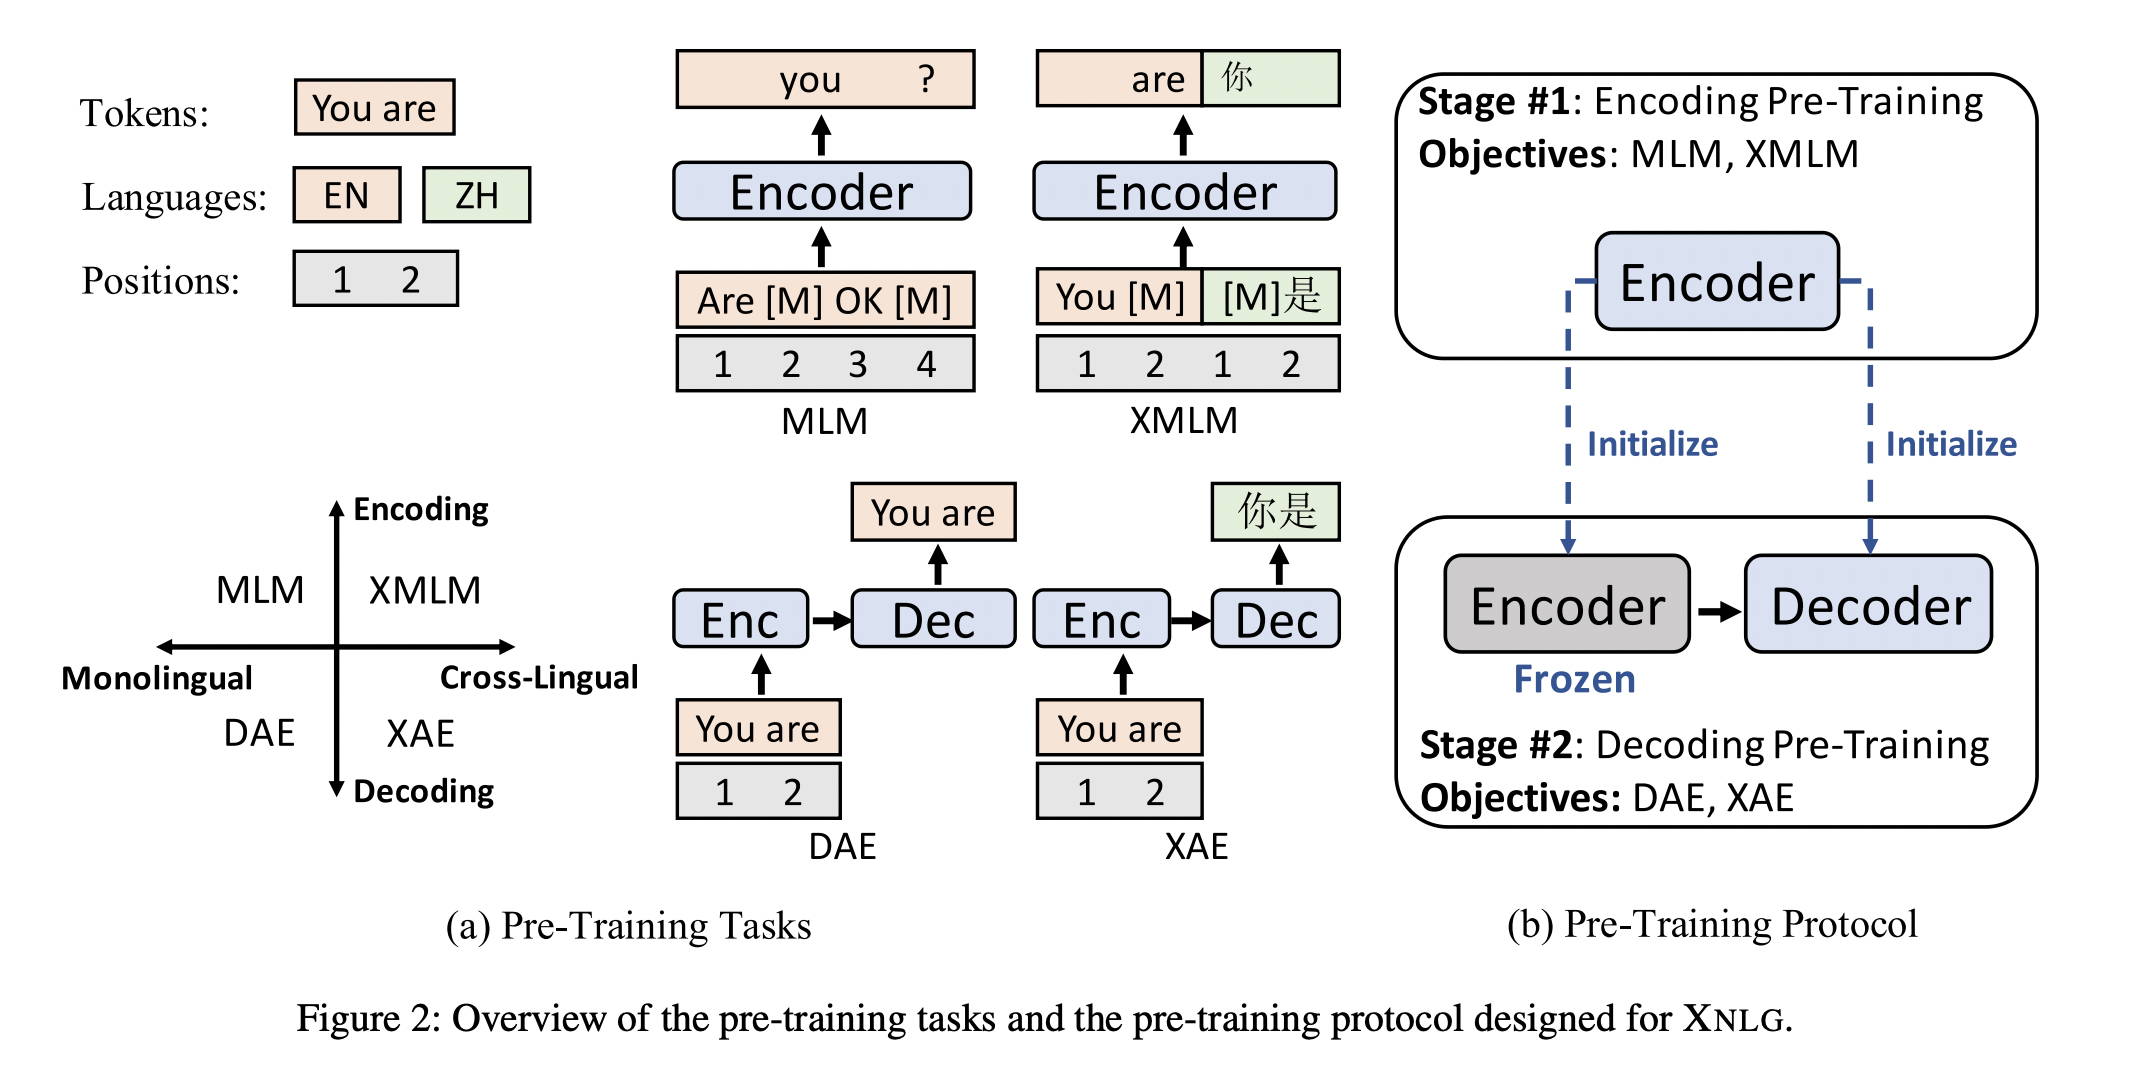 Tokens: You are
Languages: EN ZH
Positions: 1 2
you ?
Encoder
Are [M] OK [M]
1 2 3 4
MLM
are 你
Encoder
You [M] [M]是
1 2 1 2
XMLM
Encoding
MLM XMLM
Monolingual Cross-Lingual
DAE XAE
Decoding
You are
Enc Dec
You are
1 2
DAE
你是
Enc Dec
You are
1 2
XAE
(a) Pre-Training Tasks
Stage #1: Encoding Pre-Training
Objectives: MLM, XMLM
Encoder
Initialize Initialize
Encoder Decoder
Frozen
Stage #2: Decoding Pre-Training
Objectives: DAE, XAE
(b) Pre-Training Protocol
Figure 2: Overview of the pre-training tasks and the pre-training protocol designed for XNLG.